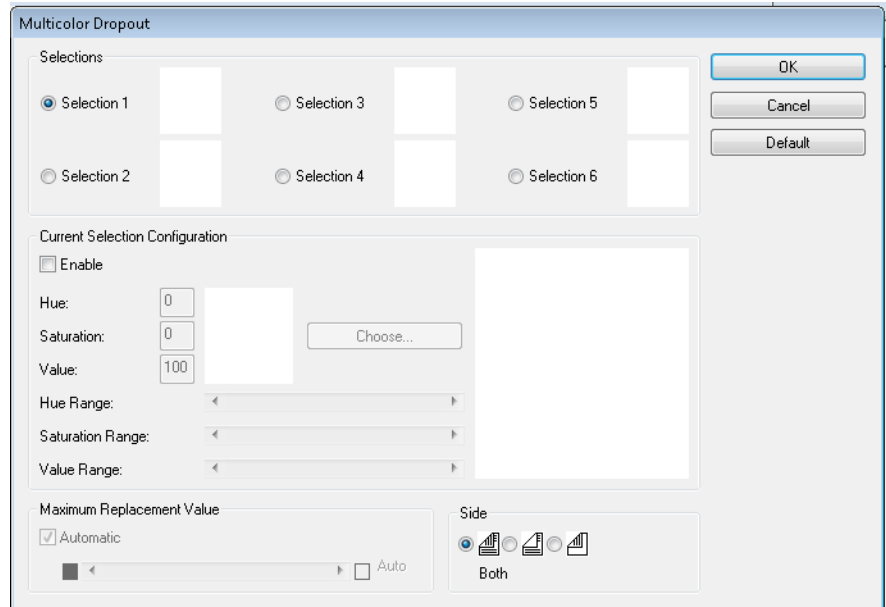 Multicolor Dropout
Selections
Selection 1
Selection 3
Selection 5
Selection 2
Selection 4
Selection 6
OK
Cancel
Default
Current Selection Configuration
Enable
Hue: 0
Saturation: 0
Choose...
Value: 100
Hue Range:
Saturation Range:
Value Range:
Maximum Replacement Value
Automatic
Auto
Side
Both